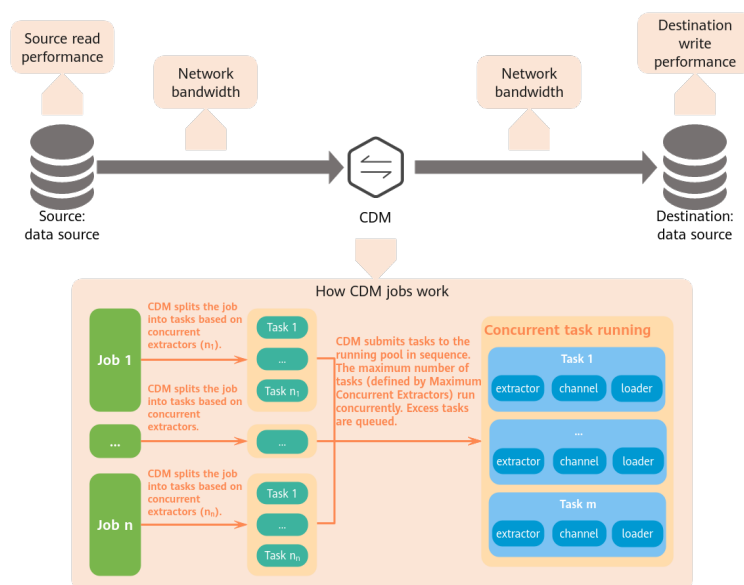 Source read
performance
Network
bandwidth
Network
bandwidth
Destination
write
performance
Source:
data source
CDM
Destination:
data source
How CDM jobs work
Job 1
CDM splits the job
into tasks based on
concurrent
extractors (n₁).
Task 1
...
Task n₁
...
CDM splits the job
into tasks based on
concurrent
extractors.
...
Job n
CDM splits the job
into tasks based on
concurrent
extractors (nₙ).
Task 1
...
Task nₙ
CDM submits tasks to the
running pool in sequence.
The maximum number of
tasks (defined by Maximum
Concurrent Extractors) run
concurrently. Excess tasks
are queued.
Concurrent task running
Task 1
extractor channel loader
...
extractor channel loader
Task m
extractor channel loader